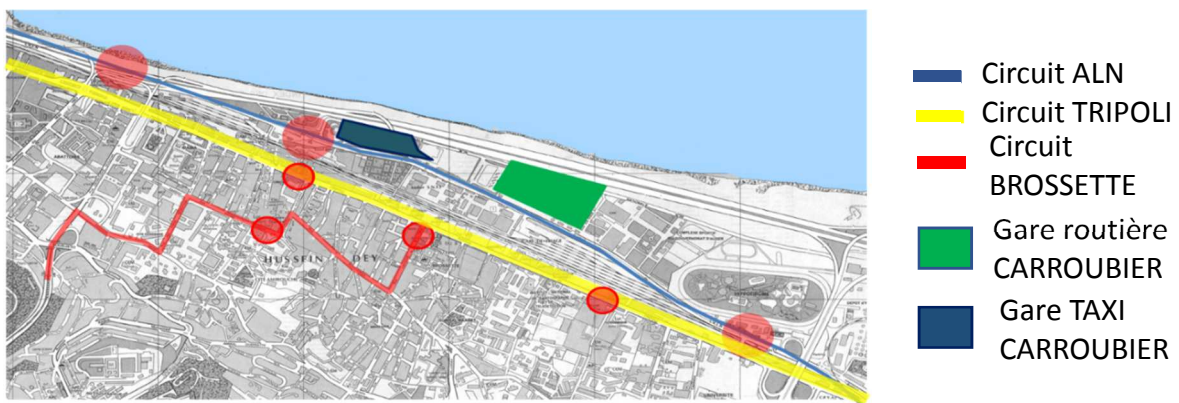 HUSSEIN DEY
Circuit ALN
Circuit TRIPOLI
Circuit
BROSSETTE
Gare routière
CARROUBIER
Gare TAXI
CARROUBIER